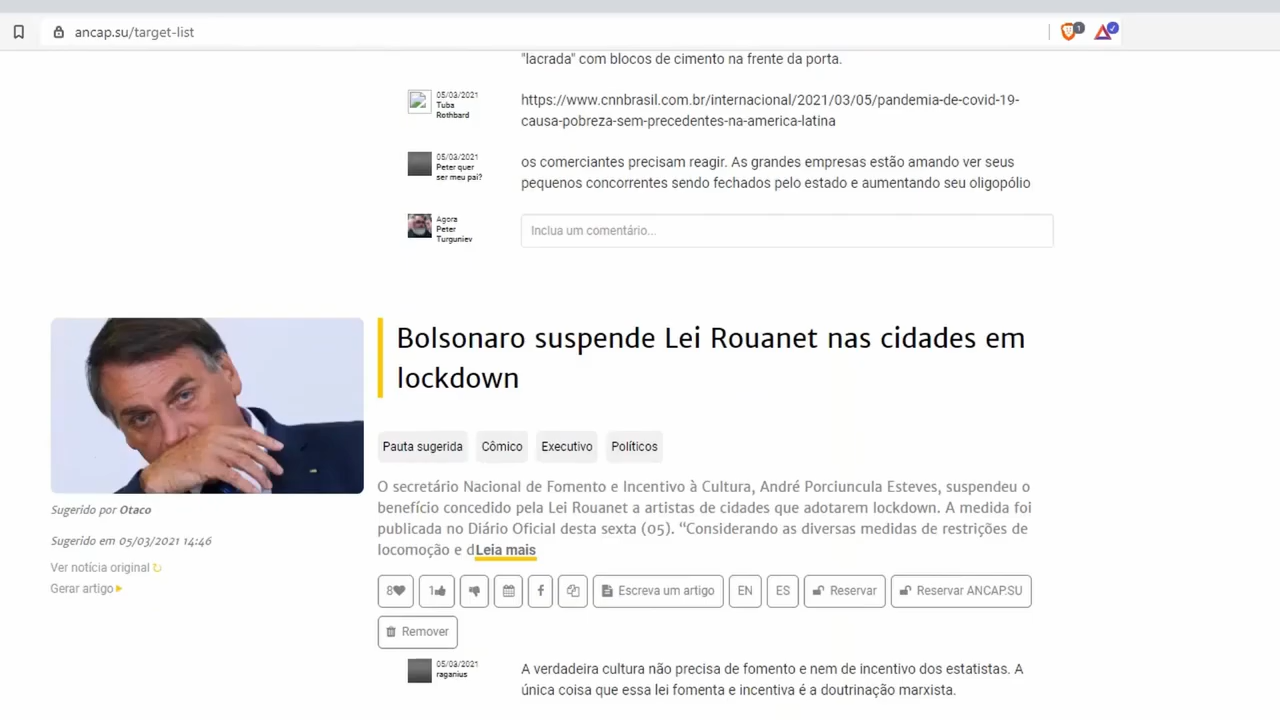 ancap.su/target-list
1
"lacrada" com blocos de cimento na frente da porta.
05/03/2021
Tuba
Rothbard
https://www.cnnbrasil.com.br/internacional/2021/03/05/pandemia-de-covid-19-
causa-pobreza-sem-precedentes-na-america-latina
05/03/2021
Peter quer
ser meu pai?
os comerciantes precisam reagir. As grandes empresas estão amando ver seus
pequenos concorrentes sendo fechados pelo estado e aumentando seu oligopólio
Agora
Peter
Turguniev
Inclua um comentário...
Bolsonaro suspende Lei Rouanet nas cidades em
lockdown
Pauta sugerida Cômico Executivo Políticos
O secretário Nacional de Fomento e Incentivo à Cultura, André Porciuncula Esteves, suspendeu o
benefício concedido pela Lei Rouanet a artistas de cidades que adotarem lockdown. A medida foi
publicada no Diário Oficial desta sexta (05). “Considerando as diversas medidas de restrições de
locomoção e dLeia mais
Sugerido por Otaco
Sugerido em 05/03/2021 14:46
Ver notícia original
Gerar artigo
8 1 Escreva um artigo EN ES Reservar Reservar ANCAP.SU
Remover
05/03/2021
raganius
A verdadeira cultura não precisa de fomento e nem de incentivo dos estatistas. A
única coisa que essa lei fomenta e incentiva é a doutrinação marxista.